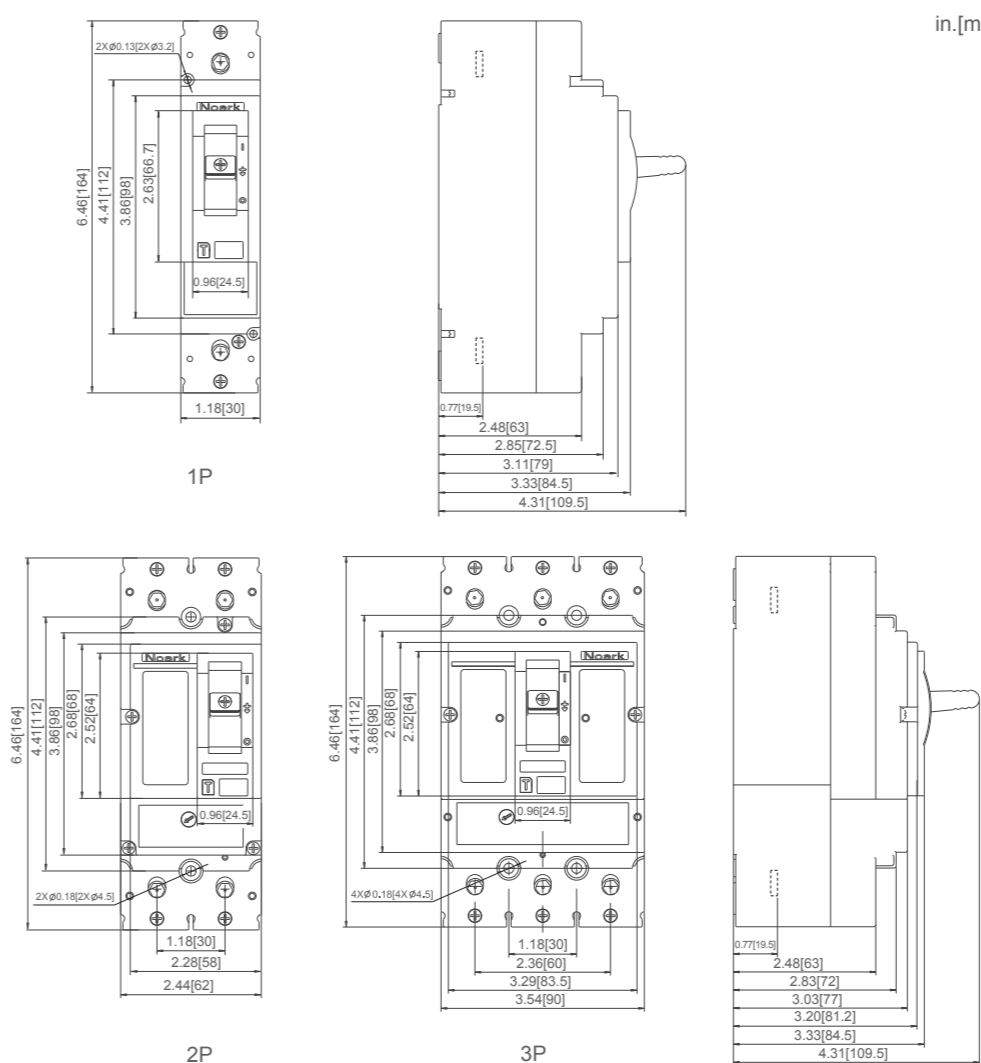 in.[m
2XØ0.13[2XØ3.2]
Noark
6.46[164]
4.41[112]
3.86[98]
2.63[66.7]
T
0.96[24.5]
1.18[30]
1P
0.77[19.5]
2.48[63]
2.85[72.5]
3.11[79]
3.33[84.5]
4.31[109.5]
Noark
6.46[164]
4.41[112]
3.86[98]
2.68[68]
2.52[64]
T
0.96[24.5]
2XØ0.18[2XØ4.5]
1.18[30]
2.28[58]
2.44[62]
2P
Noark
6.46[164]
4.41[112]
3.86[98]
2.68[68]
2.52[64]
T
0.96[24.5]
4XØ0.18[4XØ4.5]
1.18[30]
2.36[60]
3.29[83.5]
3.54[90]
3P
0.77[19.5]
2.48[63]
2.83[72]
3.03[77]
3.20[81.2]
3.33[84.5]
4.31[109.5]